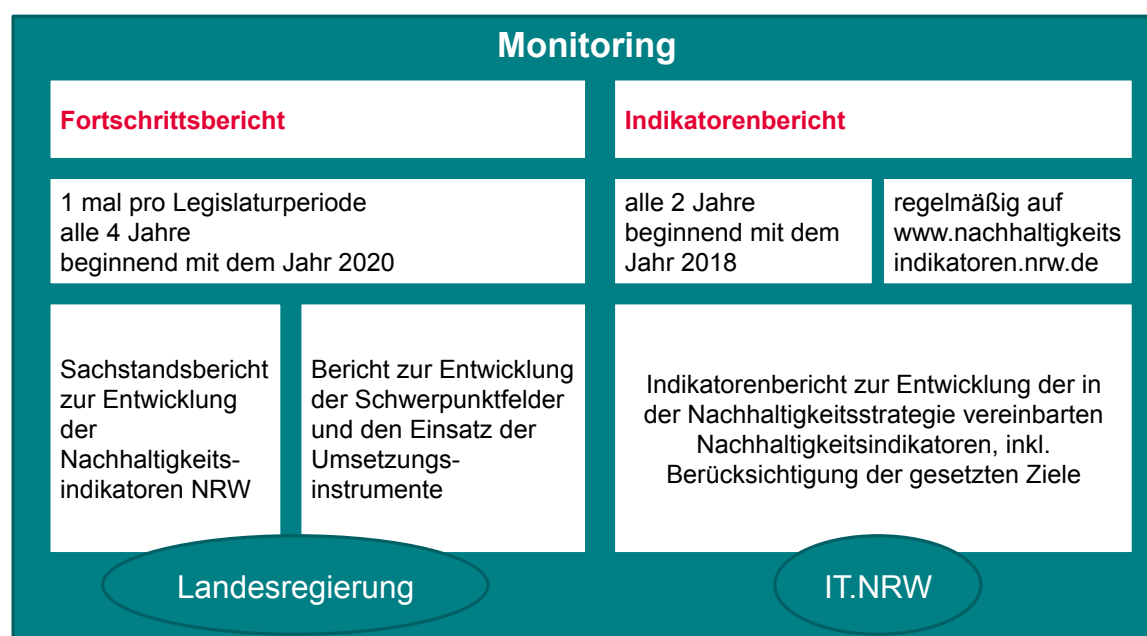 Monitoring
Fortschrittsbericht
1 mal pro Legislaturperiode
alle 4 Jahre
beginnend mit dem Jahr 2020
Sachstandsbericht
zur Entwicklung
der
Nachhaltigkeits-
indikatoren NRW
Bericht zur Entwicklung
der Schwerpunktfelder
und den Einsatz der
Umsetzungs-
instrumente
Landesregierung
Indikatorenbericht
alle 2 Jahre
beginnend mit dem
Jahr 2018
regelmäßig auf
www.nachhaltigkeits
indikatoren.nrw.de
Indikatorenbericht zur Entwicklung der in
der Nachhaltigkeitsstrategie vereinbarten
Nachhaltigkeitsindikatoren, inkl.
Berücksichtigung der gesetzten Ziele
IT.NRW